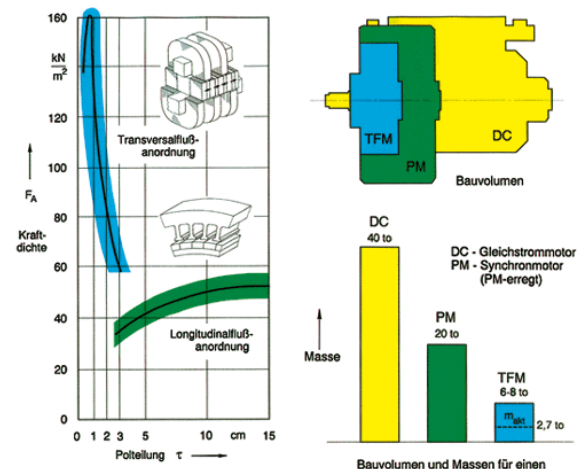 160
kN
m²
140
120
F_A
100
80
Kraft-
dichte
60
40
20
0
Transversalfluß-
anordnung
Longitudinalfluß-
anordnung
0 1 2 3 5 10 cm 15
Polteilung τ
TFM
PM
DC
Bauvolumen
DC
40 to
DC - Gleichstrommotor
PM - Synchronmotor
(PM-erregt)
PM
20 to
Masse
TFM
6-8 to
m_akt
2,7 to
Bauvolumen und Massen für einen